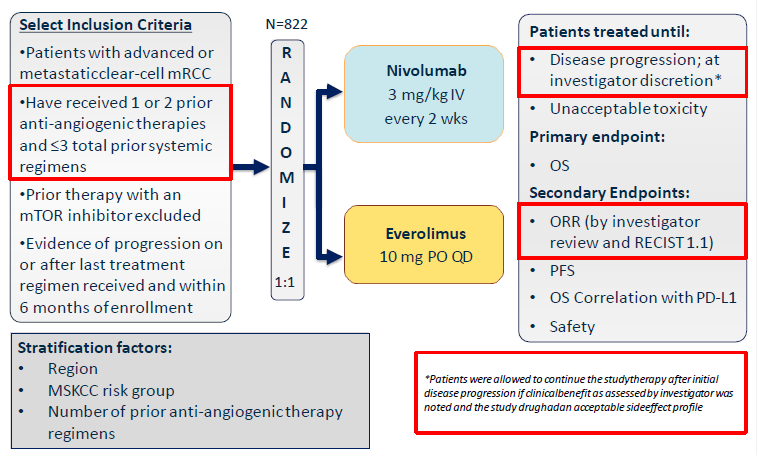 Select Inclusion Criteria
•Patients with advanced or
metastaticclear-cell mRCC
•Have received 1 or 2 prior
anti-angiogenic therapies
and ≤3 total prior systemic
regimens
•Prior therapy with an
mTOR inhibitor excluded
•Evidence of progression on
or after last treatment
regimen received and within
6 months of enrollment
N=822
R
A
N
D
O
M
I
Z
E
1:1
Nivolumab
3 mg/kg IV
every 2 wks
Everolimus
10 mg PO QD
Patients treated until:
• Disease progression; at
investigator discretion*
• Unacceptable toxicity
Primary endpoint:
• OS
Secondary Endpoints:
• ORR (by investigator
review and RECIST 1.1)
• PFS
• OS Correlation with PD-L1
• Safety
Stratification factors:
• Region
• MSKCC risk group
• Number of prior anti-angiogenic therapy
regimens
*Patients were allowed to continue the studytherapy after initial
disease progression if clinicalbenefit as assessed by investigator was
noted and the study drughadan acceptable sideeffect profile